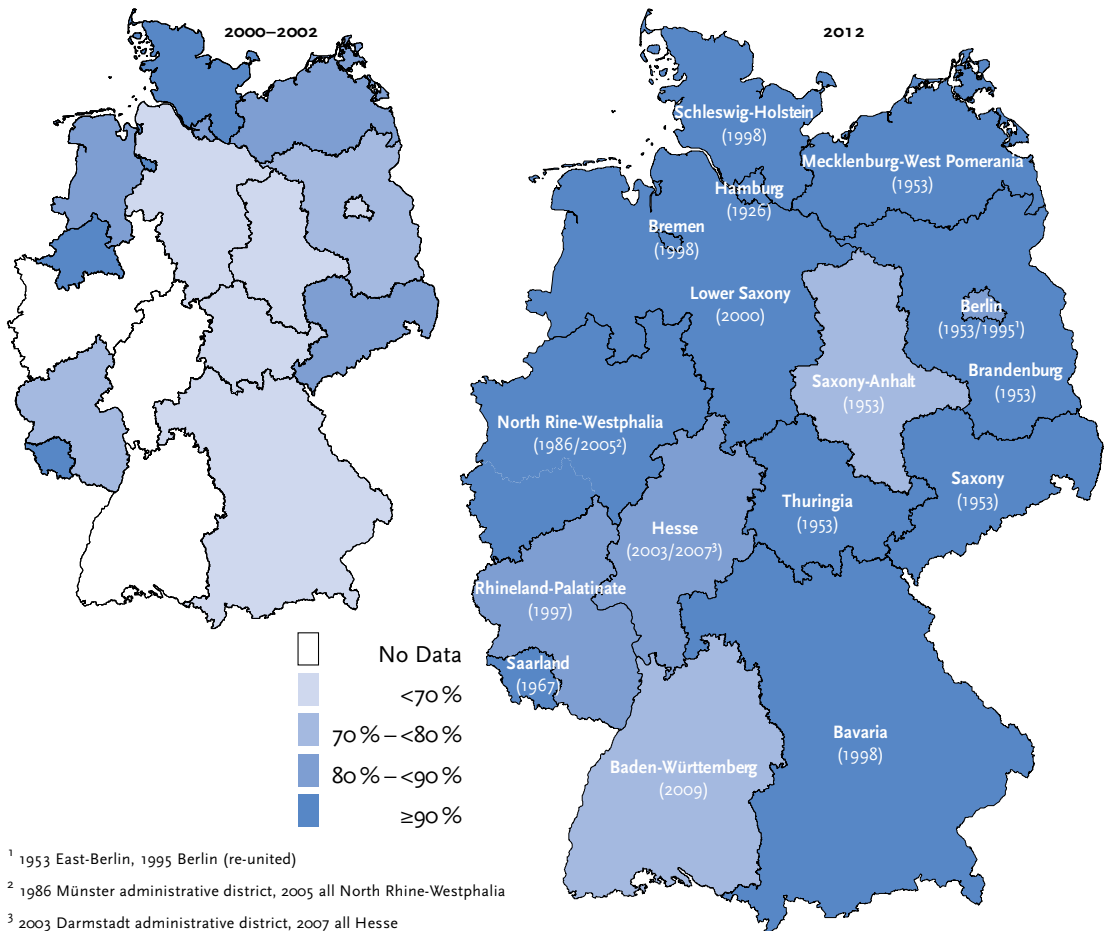 2000–2002
2012
Schleswig-Holstein
(1998)
Mecklenburg-West Pomerania
(1953)
Hamburg
(1926)
Bremen
(1998)
Lower Saxony
(2000)
Berlin
(1953/1995¹)
Brandenburg
(1953)
Saxony-Anhalt
(1953)
North Rine-Westphalia
(1986/2005²)
Saxony
(1953)
Thuringia
(1953)
Hesse
(2003/2007³)
Rhineland-Palatinate
(1997)
Saarland
(1967)
Bavaria
(1998)
Baden-Württemberg
(2009)
No Data
<70 %
70 % – <80 %
80 % – <90 %
≥90 %
¹ 1953 East-Berlin, 1995 Berlin (re-united)
² 1986 Münster administrative district, 2005 all North Rhine-Westphalia
³ 2003 Darmstadt administrative district, 2007 all Hesse